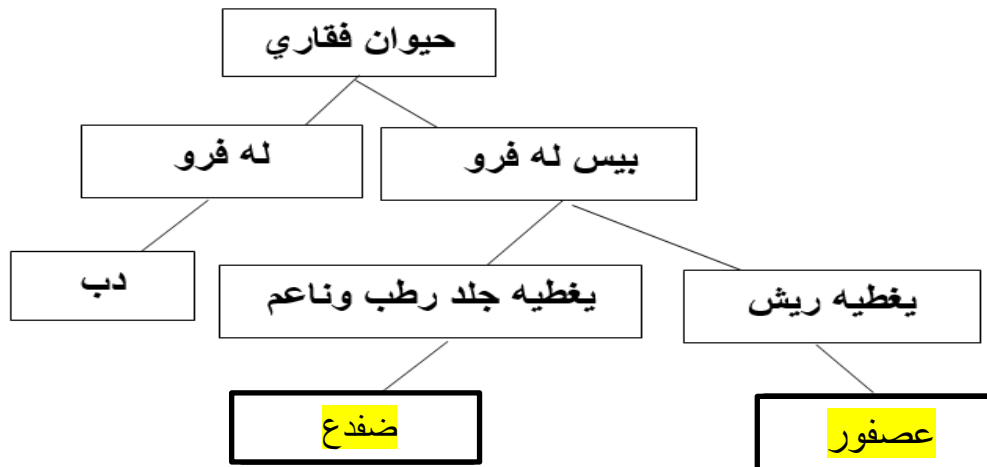 حيوان فقاري
له فرو
بيس له فرو
دب
يغطيه جلد رطب وناعم
يغطيه ريش
ضفدع
عصفور